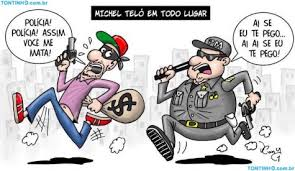 TONTINHO.com.br
MICHEL TELÓ EM TODO LUGAR
POLÍCIA!
POLÍCIA! ASSIM
VOCÊ ME
MATA!
AI SE
EU TE PEGO...
AI AI SE EU
TE PEGO!
$
TONTINHO.com.br